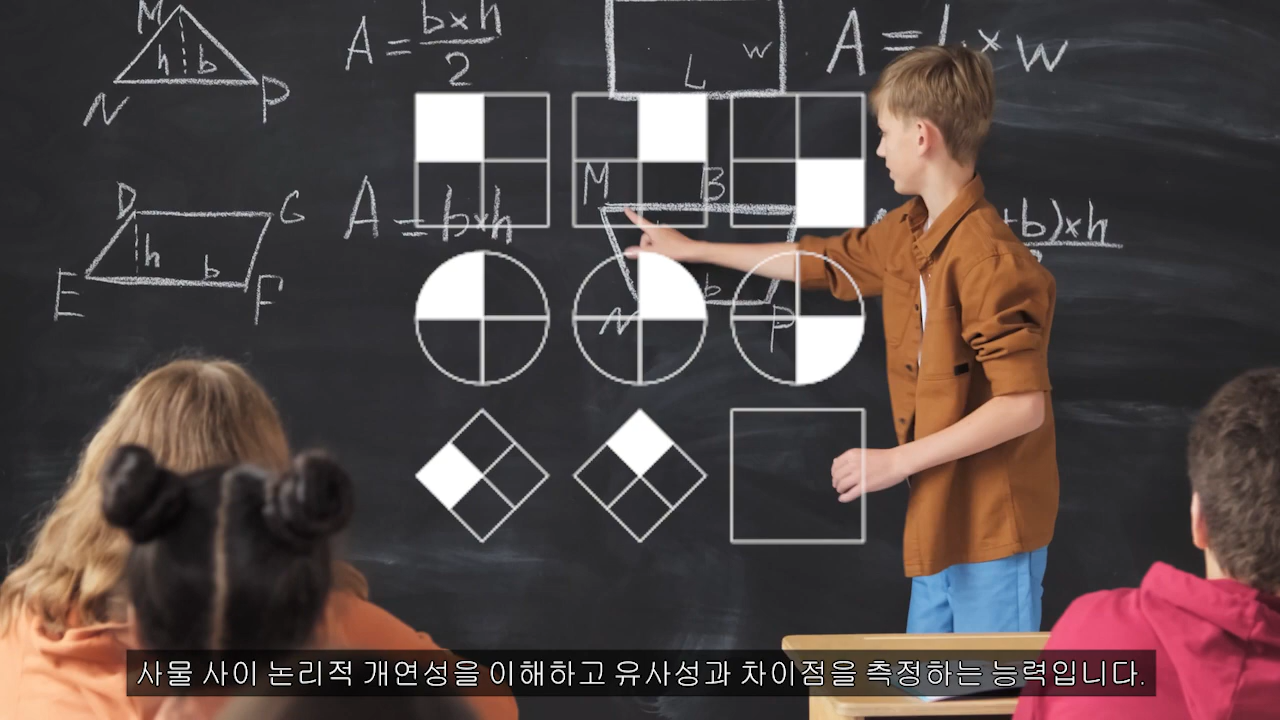 M
h b
N P
A = b×h/2
L w
A = L × w
D G
h b
E F
A = b×h
M B
b
N P
+b)×h
사물 사이 논리적 개연성을 이해하고 유사성과 차이점을 측정하는 능력입니다.